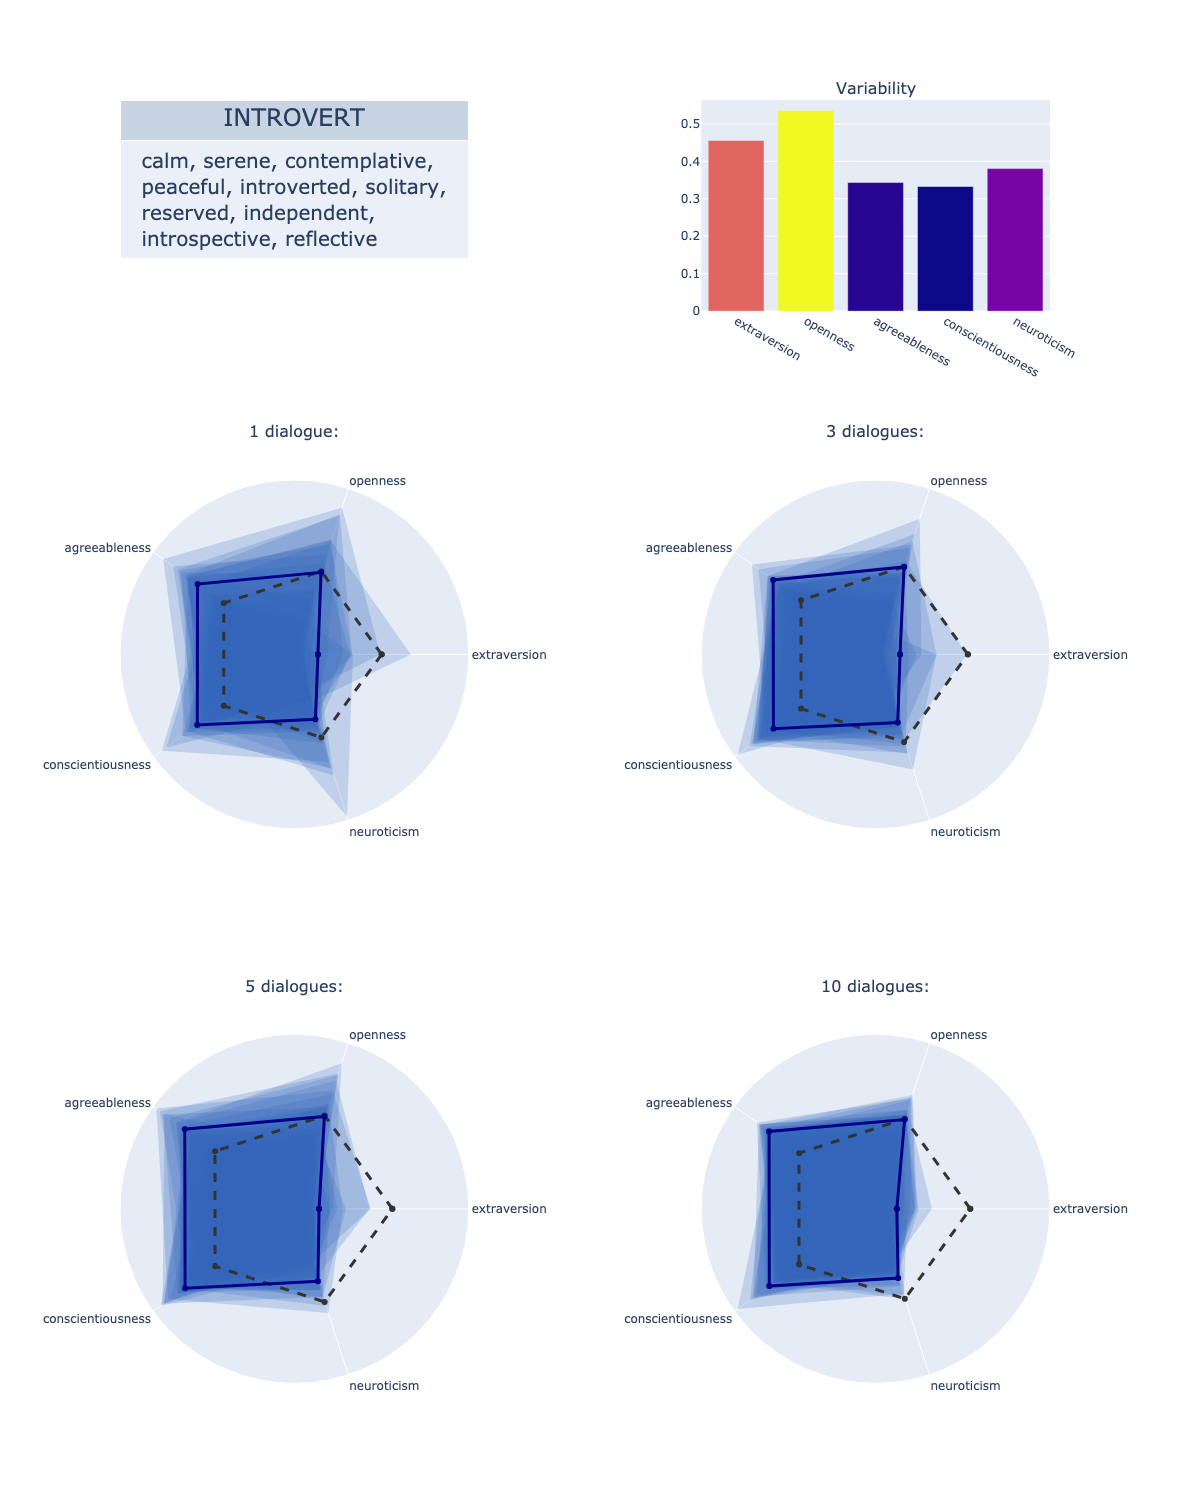 INTROVERT
calm, serene, contemplative,
peaceful, introverted, solitary,
reserved, independent,
introspective, reflective
Variability
0.5
0.4
0.3
0.2
0.1
0
extraversion
openness
agreeableness
conscientiousness
neuroticism
1 dialogue:
openness
agreeableness
extraversion
conscientiousness
neuroticism
3 dialogues:
openness
agreeableness
extraversion
conscientiousness
neuroticism
5 dialogues:
openness
agreeableness
extraversion
conscientiousness
neuroticism
10 dialogues:
openness
agreeableness
extraversion
conscientiousness
neuroticism